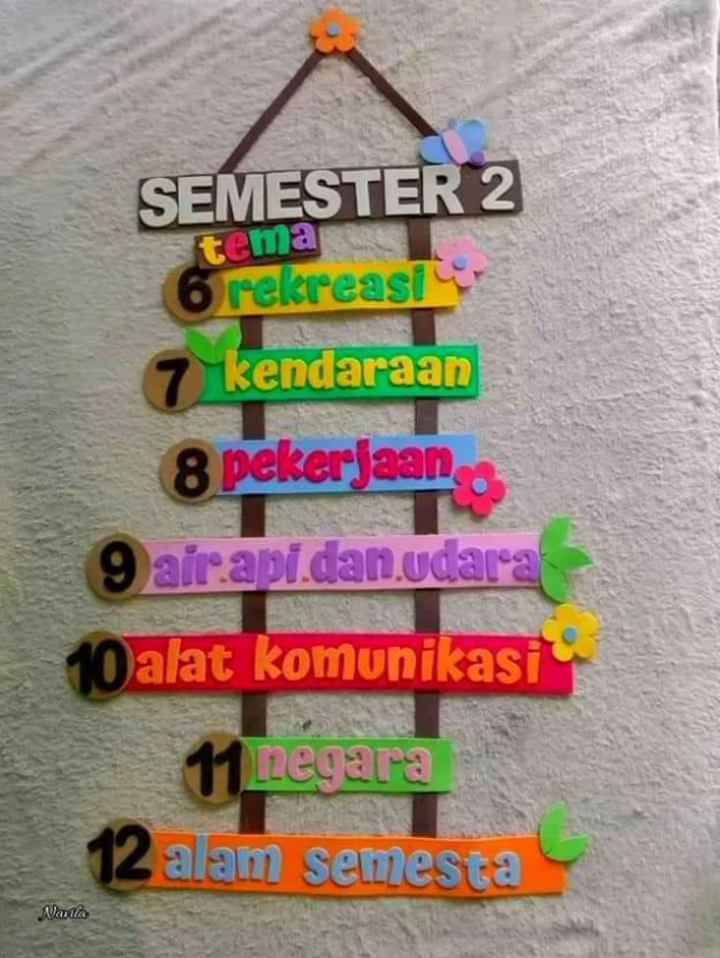 SEMESTER 2
tema
6 rekreasi
7 kendaraan
8 pekerjaan
9 air.api.dan.udara
10 alat komunikasi
11 negara
12 alam semesta
Navila